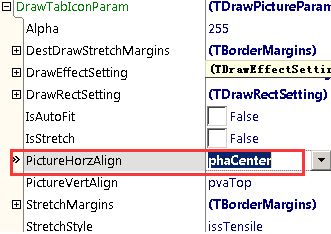 DrawTabIconParam (TDrawPicturePara
Alpha 255
DestDrawStretchMargins (TBorderMargins)
DrawEffectSetting (TDrawEffectSettin
DrawRectSetting (TDrawRectSetting)
IsAutoFit False
IsStretch False
PictureHorzAlign phaCenter
PictureVertAlign pvaTop
StretchMargins (TBorderMargins)
StretchStyle issTensile